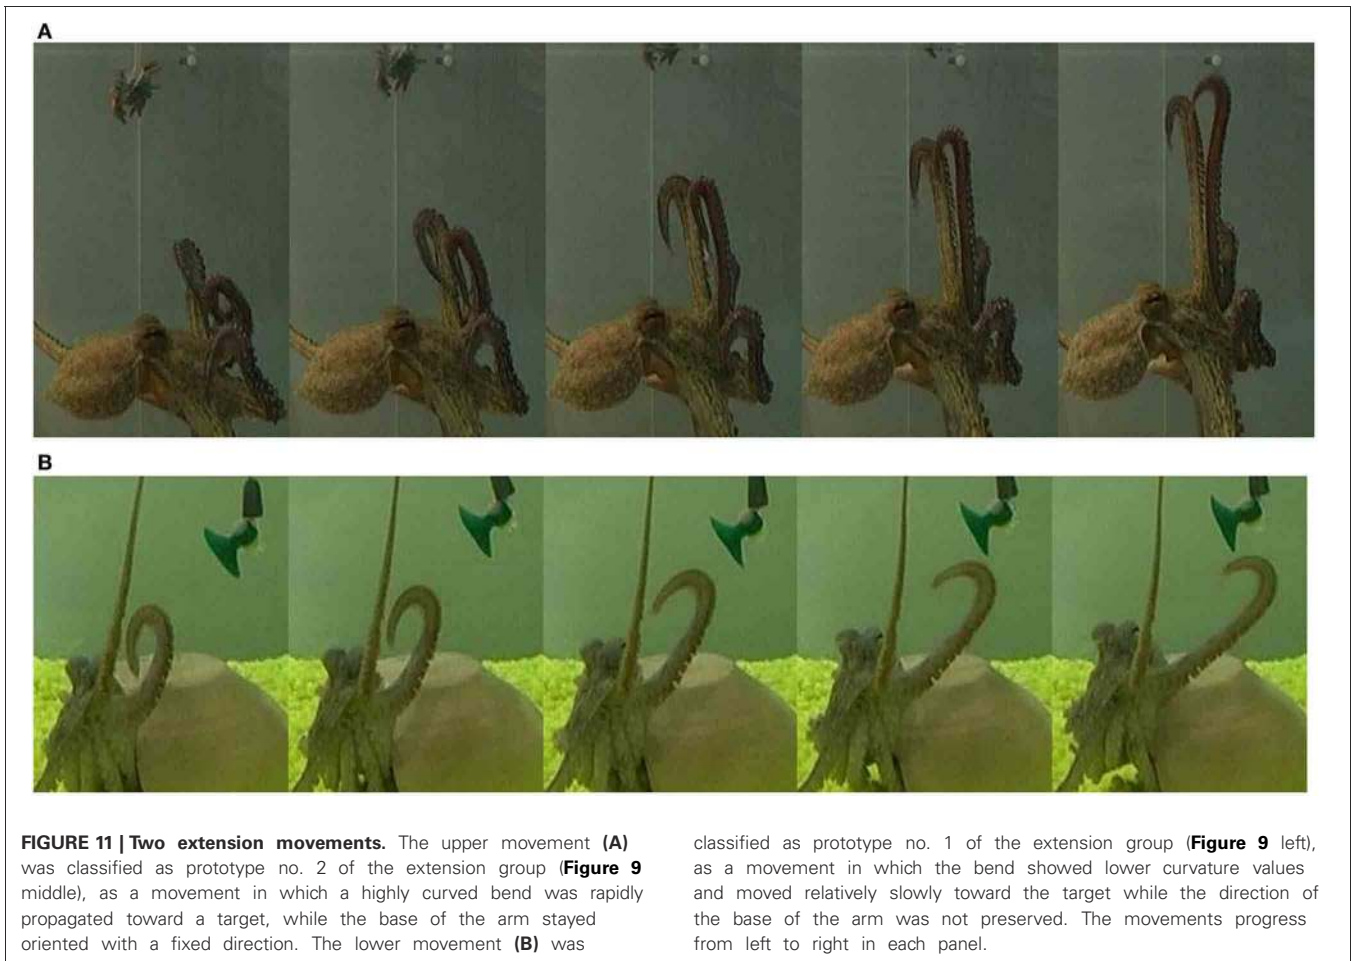 A
B
FIGURE 11 | Two extension movements. The upper movement (A)
was classified as prototype no. 2 of the extension group (Figure 9
middle), as a movement in which a highly curved bend was rapidly
propagated toward a target, while the base of the arm stayed
oriented with a fixed direction. The lower movement (B) was
classified as prototype no. 1 of the extension group (Figure 9 left),
as a movement in which the bend showed lower curvature values
and moved relatively slowly toward the target while the direction of
the base of the arm was not preserved. The movements progress
from left to right in each panel.